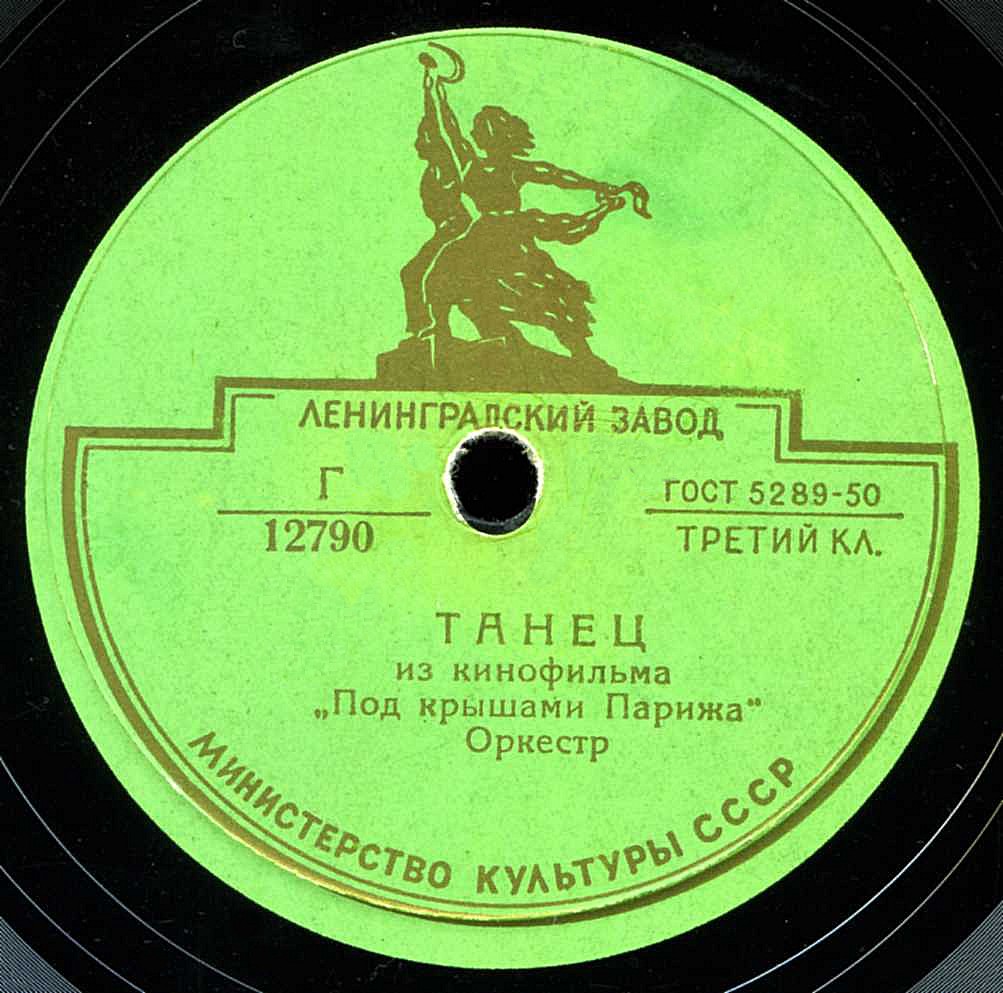 ЛЕНИНГРАДСКИЙ ЗАВОД
Г
12790
ГОСТ 5289-50
ТРЕТИЙ КЛ.
ТАНЕЦ
из кинофильма
„Под крышами Парижа"
Оркестр
МИНИСТЕРСТВО КУЛЬТУРЫ СССР